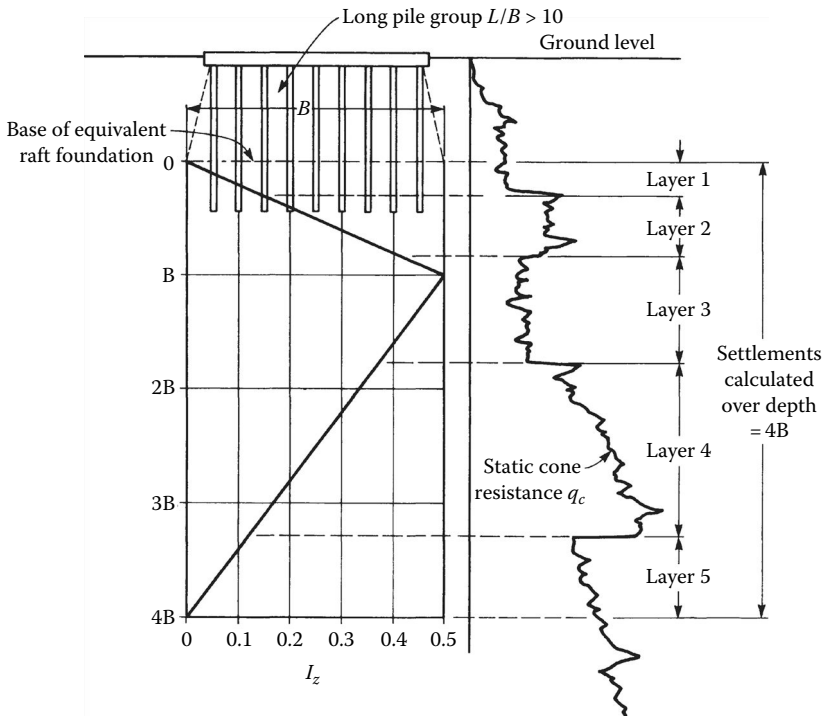 Long pile group L/B > 10
Ground level
B
Base of equivalent
raft foundation
0
Layer 1
Layer 2
B
Layer 3
Settlements
calculated
over depth
= 4B
2B
Layer 4
Static cone
resistance q_c
3B
Layer 5
4B
0 0.1 0.2 0.3 0.4 0.5
I_z